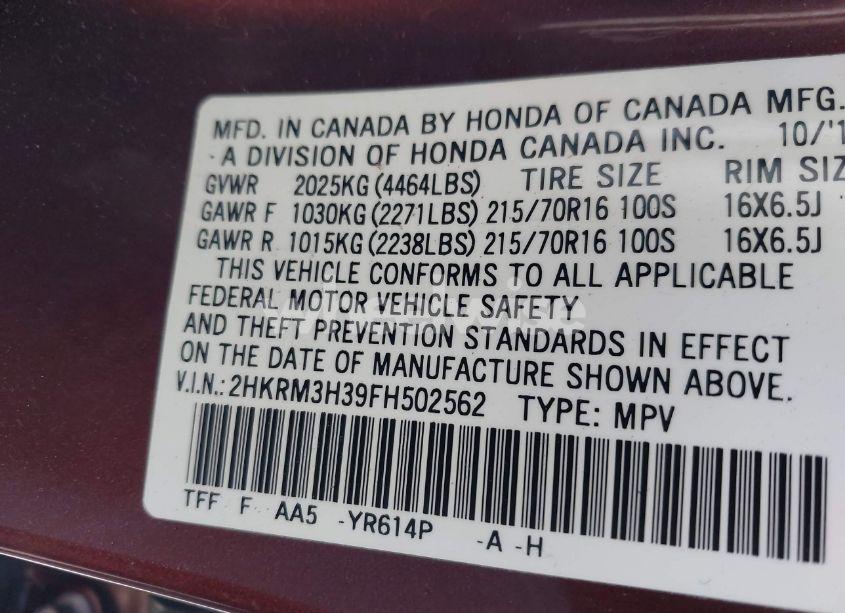 MFD. IN CANADA BY HONDA OF CANADA MFG.
· A DIVISION OF HONDA CANADA INC. 10/'1
GVWR 2025KG (4464LBS) TIRE SIZE RIM SIZ
GAWR F 1030KG (2271LBS) 215/70R16 100S 16X6.5J
GAWR R 1015KG (2238LBS) 215/70R16 100S 16X6.5J
THIS VEHICLE CONFORMS TO ALL APPLICABLE
FEDERAL MOTOR VEHICLE SAFETY
AND THEFT PREVENTION STANDARDS IN EFFECT
ON THE DATE OF MANUFACTURE SHOWN ABOVE.
V.I.N.: 2HKRM3H39FH502562 TYPE: MPV
TFF F AA5 -YR614P -A -H